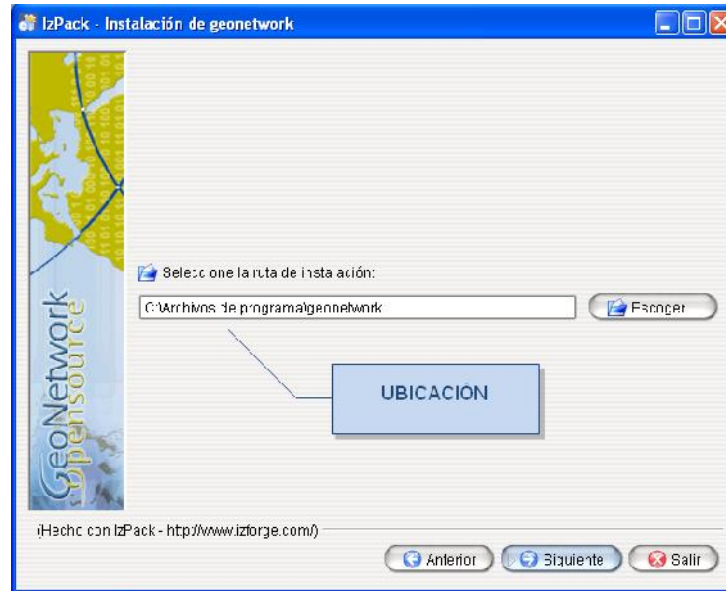 IzPack - Instalación de geonetwork
GeoNetwork
Opensource
Seleccione la ruta de instalación:
C:\Archivos de programa\geonetwork
Escoger
UBICACIÓN
(Hecho con IzPack - http://www.izforge.com/)
Anterior
Siguiente
Salir